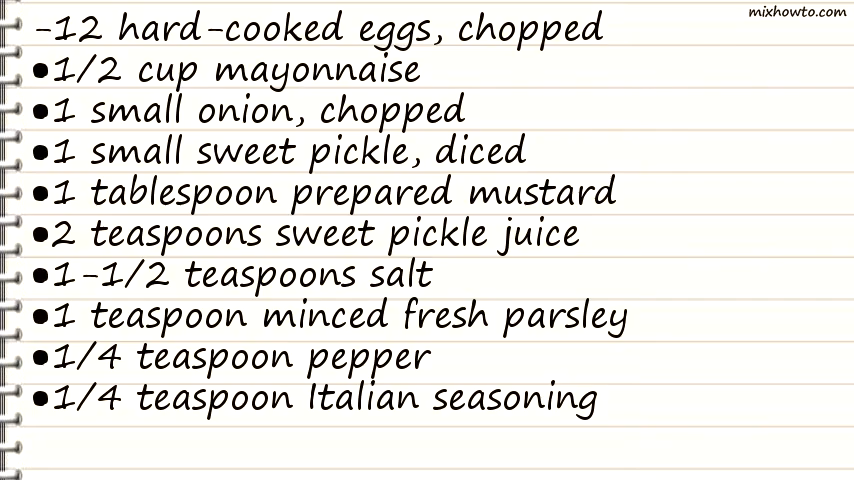 mixhowto.com
-12 hard-cooked eggs, chopped
•1/2 cup mayonnaise
•1 small onion, chopped
•1 small sweet pickle, diced
•1 tablespoon prepared mustard
•2 teaspoons sweet pickle juice
•1-1/2 teaspoons salt
•1 teaspoon minced fresh parsley
•1/4 teaspoon pepper
•1/4 teaspoon Italian seasoning